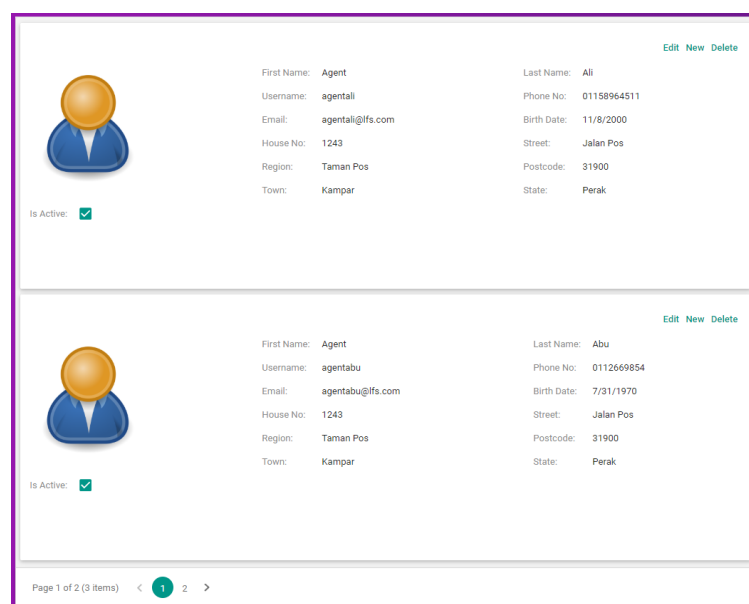 Edit New Delete
First Name: Agent Last Name: Ali
Username: agentali Phone No: 01158964511
Email: agentali@lfs.com Birth Date: 11/8/2000
House No: 1243 Street: Jalan Pos
Region: Taman Pos Postcode: 31900
Town: Kampar State: Perak
Is Active:
Edit New Delete
First Name: Agent Last Name: Abu
Username: agentabu Phone No: 0112669854
Email: agentabu@lfs.com Birth Date: 7/31/1970
House No: 1243 Street: Jalan Pos
Region: Taman Pos Postcode: 31900
Town: Kampar State: Perak
Is Active:
Page 1 of 2 (3 items) 1 2